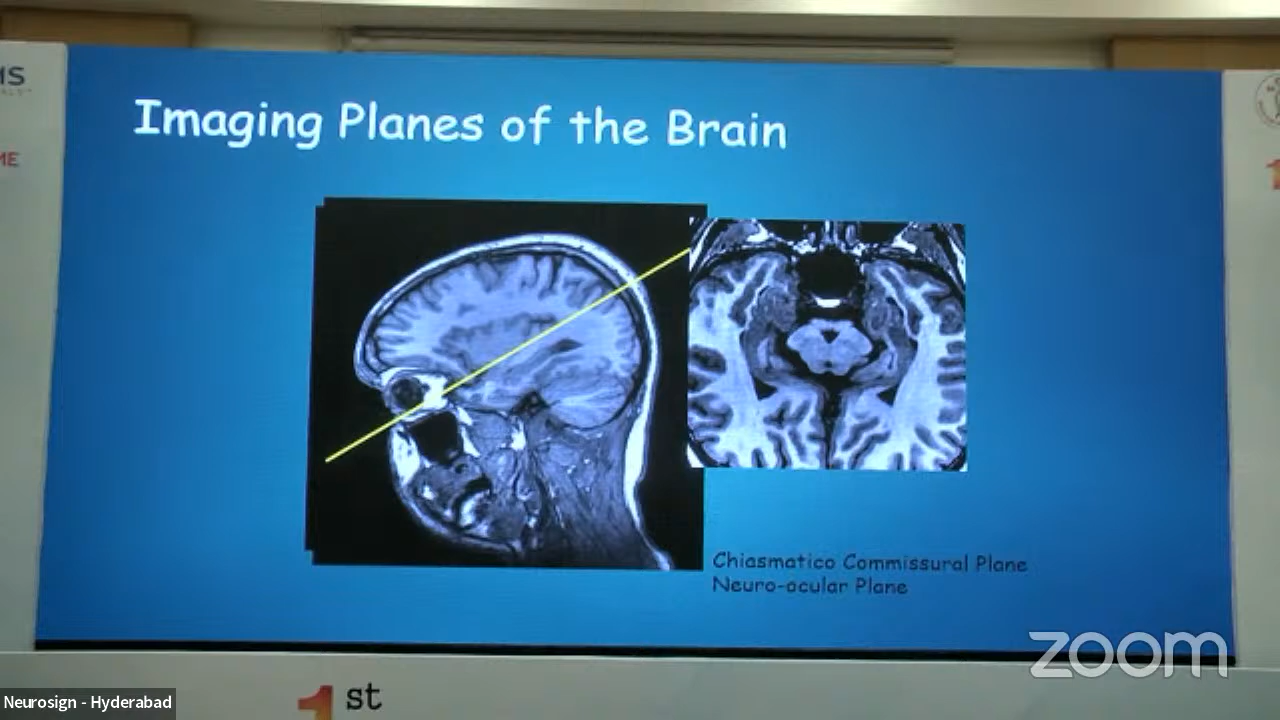 Imaging Planes of the Brain
Chiasmatico Commissural Plane
Neuro-ocular Plane
zoom
Neurosign - Hyderabad
1st